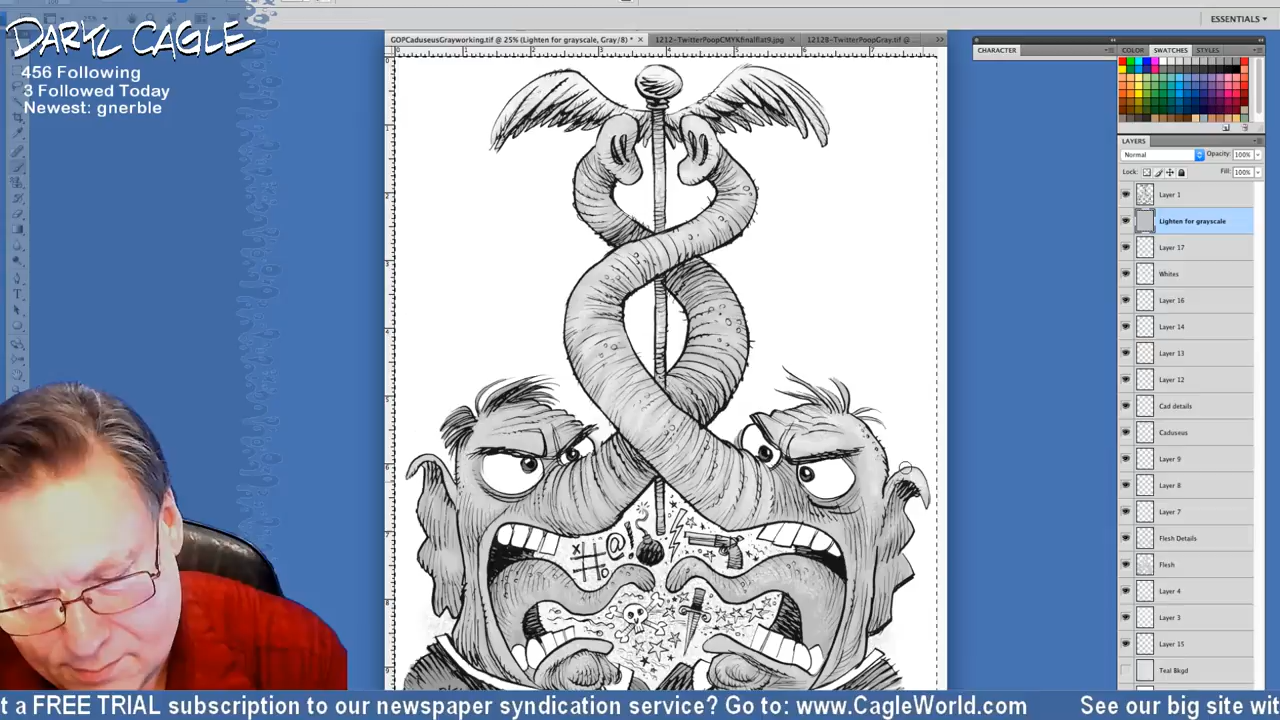 DARYL CAGLE
456 Following
3 Followed Today
Newest: gnerble
ESSENTIALS
GOPCaduseusGrayworking.tif @ 25% (Lighten for grayscale, Gray/8) *
1212-TwitterPoopCMYKfinalflat9.jpg
12128-TwitterPoopGray.tif @
CHARACTER
COLOR
SWATCHES
STYLES
LAYERS
Normal
Opacity: 100%
Lock:
Fill: 100%
Layer 1
Lighten for grayscale
Layer 17
Whites
Layer 16
Layer 14
Layer 13
Layer 12
Cad details
Caduseus
Layer 9
Layer 8
Layer 7
Flesh Details
Flesh
Layer 4
Layer 3
Layer 15
Teal Bkgd
@!
t a FREE TRIAL subscription to our newspaper syndication service? Go to: www.CagleWorld.com See our big site wit